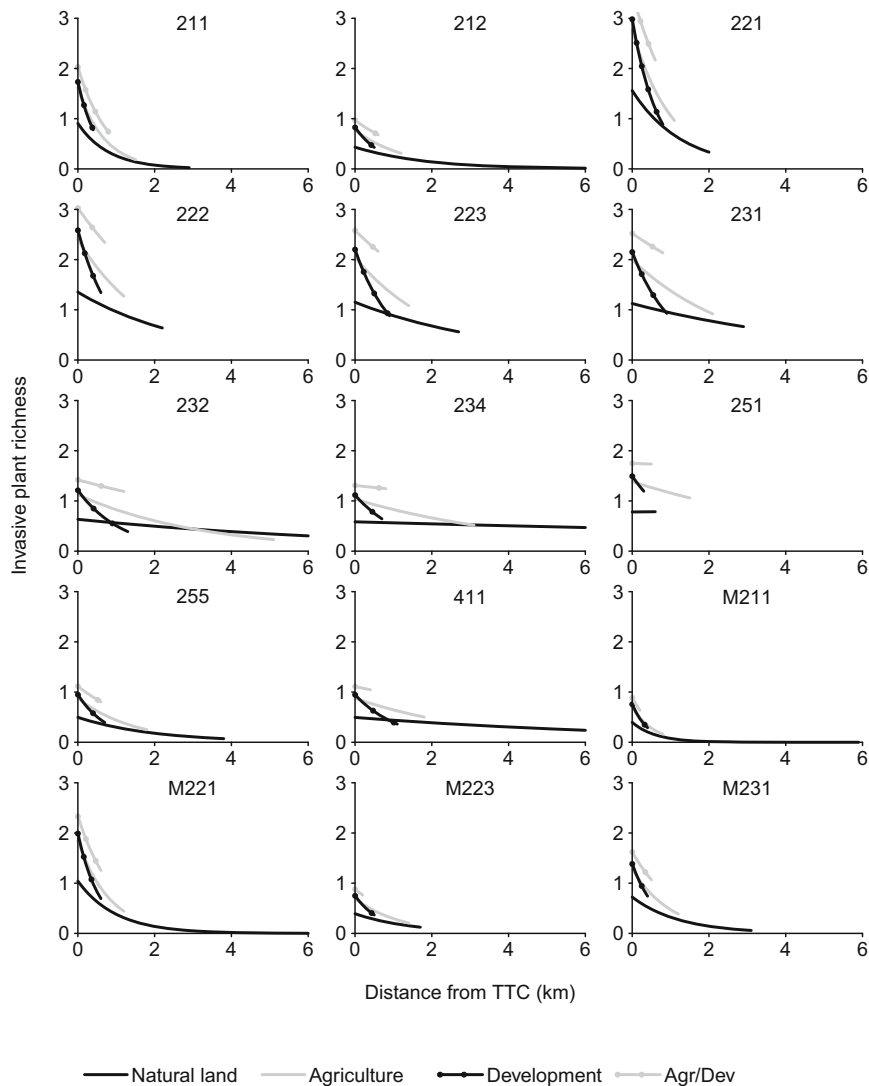 211 212 221
3 3 3
2 2 2
1 1 1
0 0 0
0 2 4 6 0 2 4 6 0 2 4 6
222 223 231
3 3 3
2 2 2
1 1 1
0 0 0
0 2 4 6 0 2 4 6 0 2 4 6
Invasive plant richness
232 234 251
3 3 3
2 2 2
1 1 1
0 0 0
0 2 4 6 0 2 4 6 0 2 4 6
255 411 M211
3 3 3
2 2 2
1 1 1
0 0 0
0 2 4 6 0 2 4 6 0 2 4 6
M221 M223 M231
3 3 3
2 2 2
1 1 1
0 0 0
0 2 4 6 0 2 4 6 0 2 4 6
Distance from TTC (km)
Natural land Agriculture Development Agr/Dev